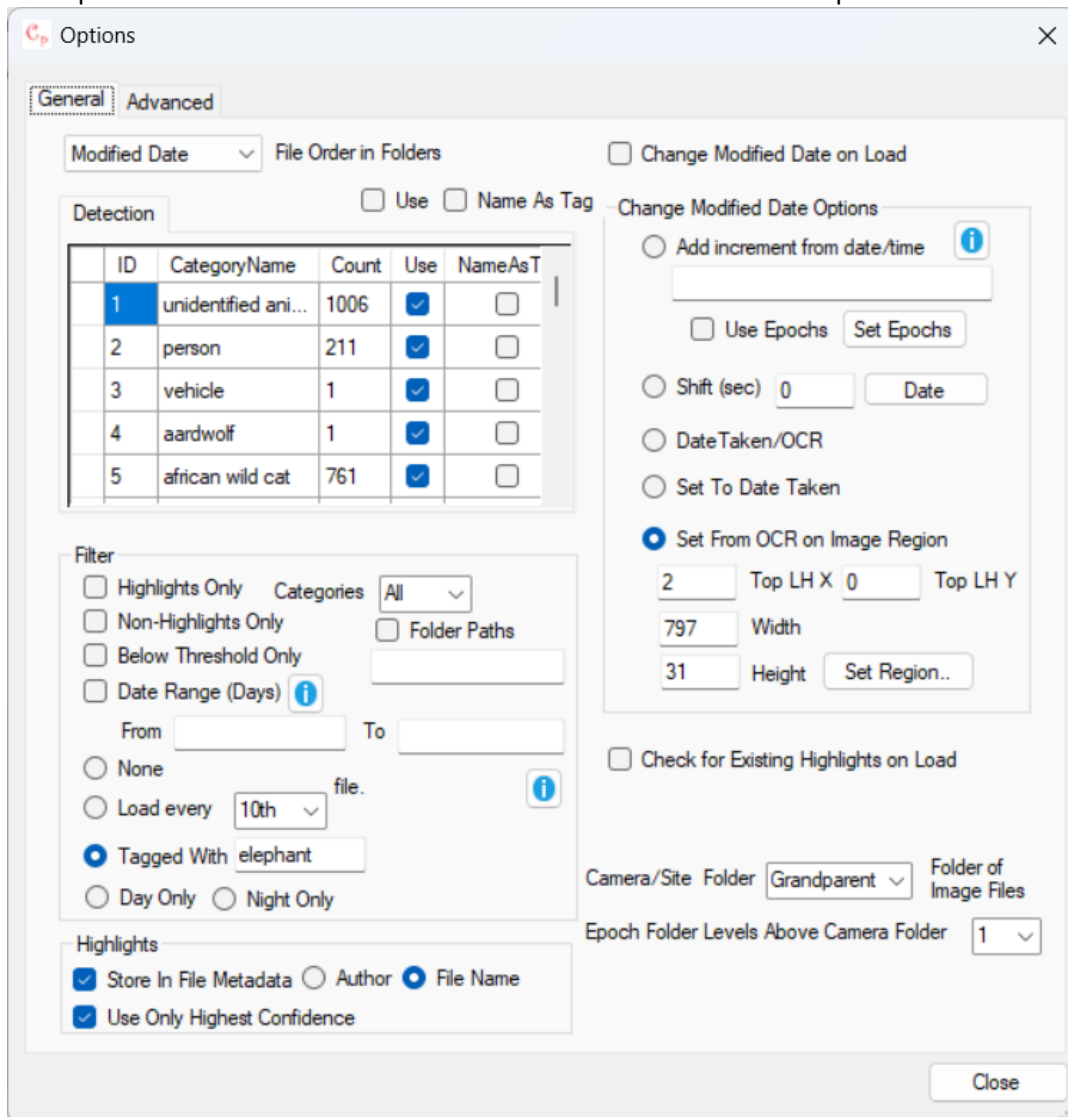 Cp Options
General Advanced
Modified Date File Order in Folders
Change Modified Date on Load
Use Name As Tag
Detection
ID CategoryName Count Use NameAsT
1 unidentified ani... 1006
2 person 211
3 vehicle 1
4 aardwolf 1
5 african wild cat 761
Change Modified Date Options
Add increment from date/time
Use Epochs Set Epochs
Shift (sec) 0 Date
DateTaken/OCR
Set To Date Taken
Set From OCR on Image Region
2 Top LH X 0 Top LH Y
797 Width
31 Height Set Region..
Filter
Highlights Only Categories All
Non-Highlights Only Folder Paths
Below Threshold Only
Date Range (Days)
From To
None
Load every 10th file.
Tagged With elephant
Day Only Night Only
Check for Existing Highlights on Load
Camera/Site Folder Grandparent Folder of
Image Files
Epoch Folder Levels Above Camera Folder 1
Highlights
Store In File Metadata Author File Name
Use Only Highest Confidence
Close